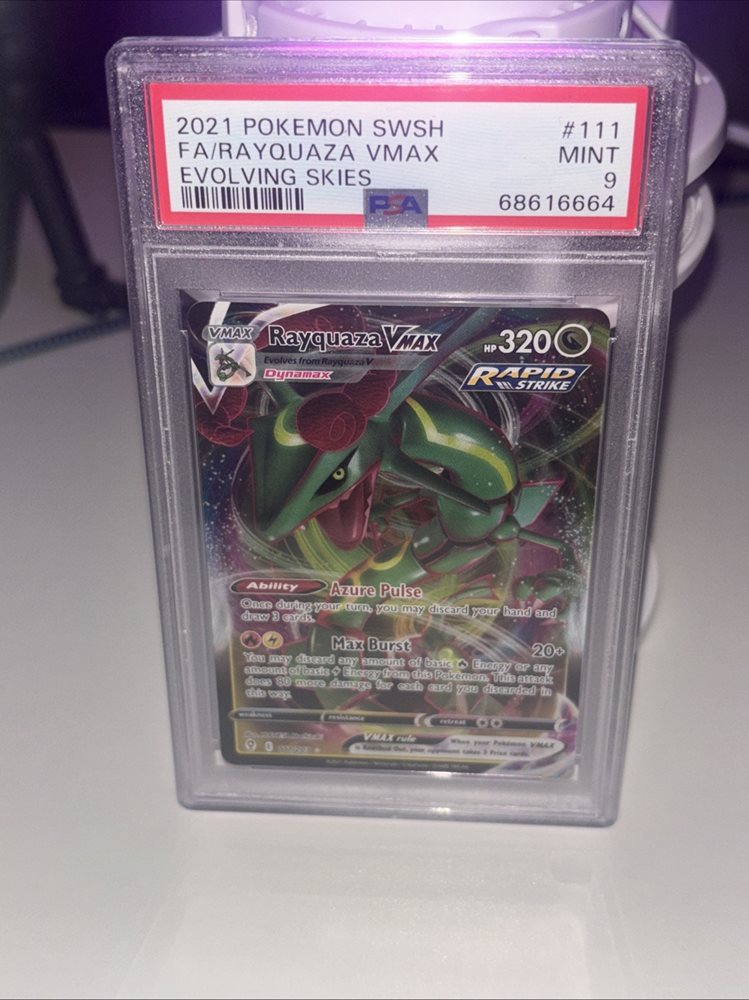 2021 POKEMON SWSH #111
FA/RAYQUAZA VMAX MINT
EVOLVING SKIES 9
PSA 68616664
VMAX Rayquaza VMAX HP 320
Evolves from Rayquaza V
Dynamax
RAPID
STRIKE
Ability Azure Pulse
Once during your turn, you may discard your hand and
draw 3 cards.
Max Burst 20+
You may discard any amount of basic Energy or any
amount of basic Energy from this Pokémon. This attack
does 80 more damage for each card you discarded in
this way.
weakness resistance retreat
VMAX rule When your Pokémon VMAX
is Knocked Out, your opponent takes 3 Prize cards.
111/203